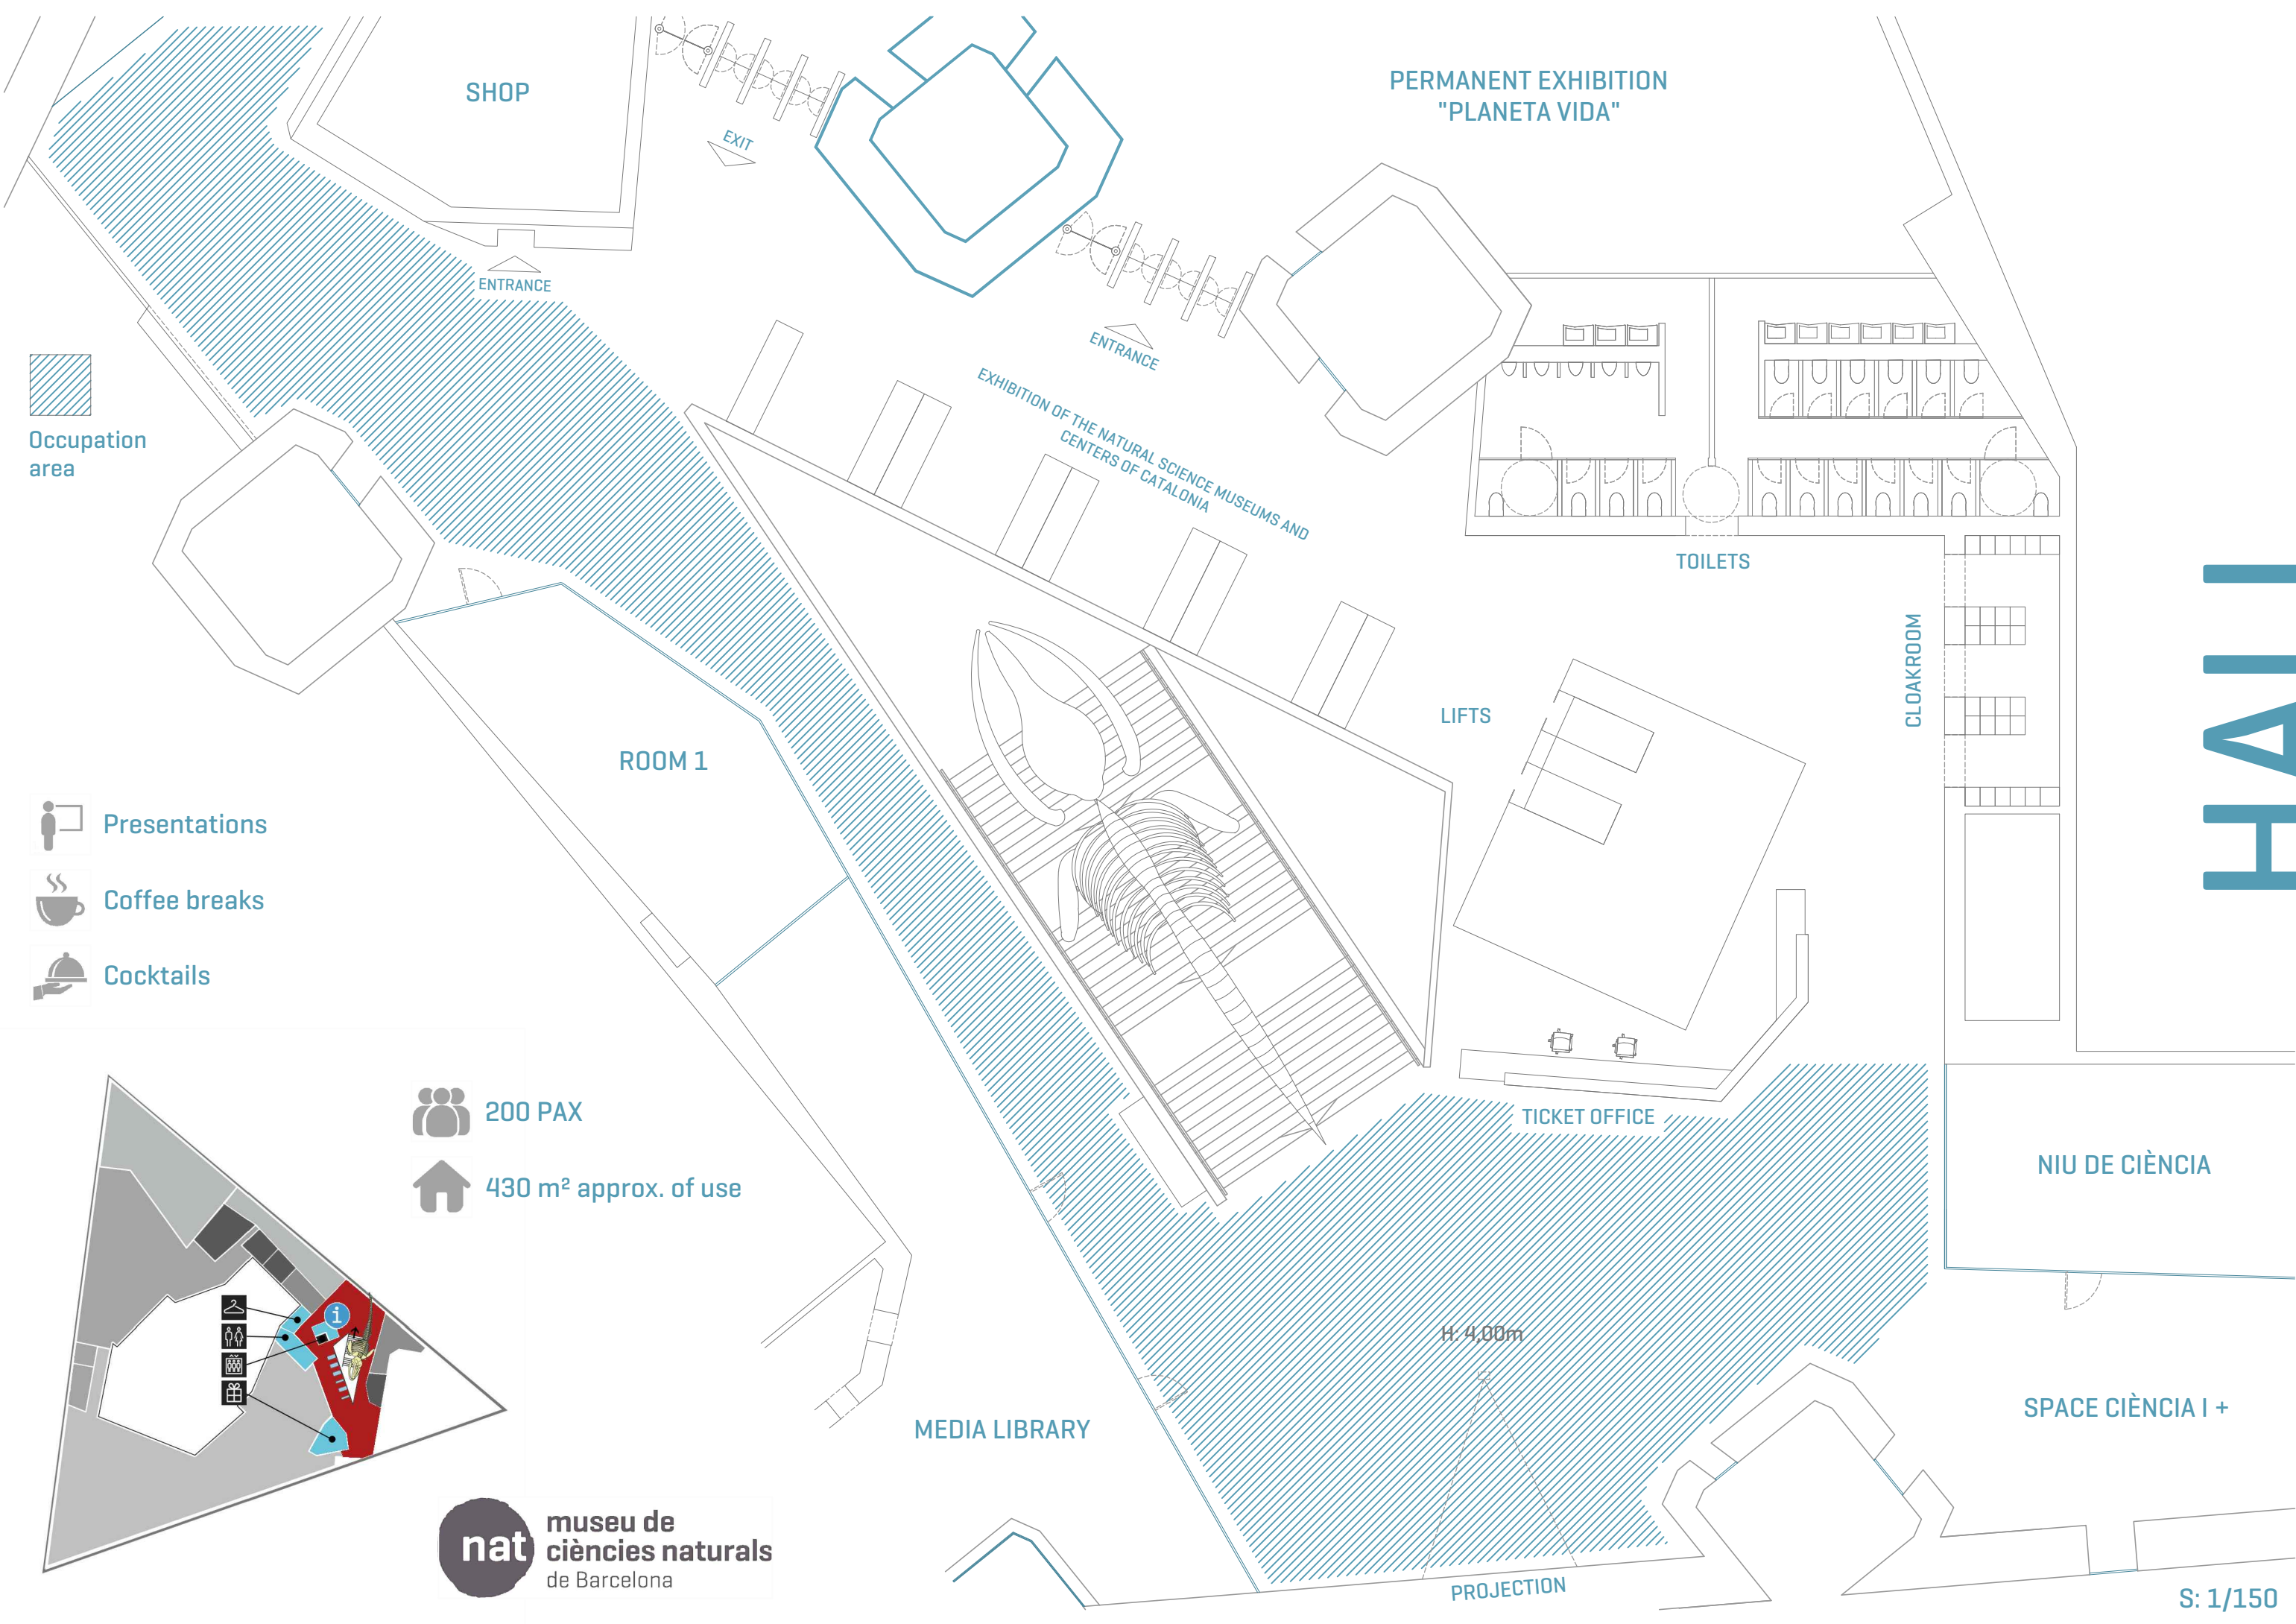 SHOP
PERMANENT EXHIBITION
"PLANETA VIDA"
EXIT
ENTRANCE
ENTRANCE
EXHIBITION OF THE NATURAL SCIENCE MUSEUMS AND
CENTERS OF CATALONIA
Occupation
area
TOILETS
CLOAKROOM
LIFTS
HALL
ROOM 1
Presentations
Coffee breaks
Cocktails
200 PAX
430 m² approx. of use
TICKET OFFICE
NIU DE CIÈNCIA
i
H: 4,00m
SPACE CIÈNCIA I +
MEDIA LIBRARY
nat
museu de
ciències naturals
de Barcelona
PROJECTION
S: 1/150